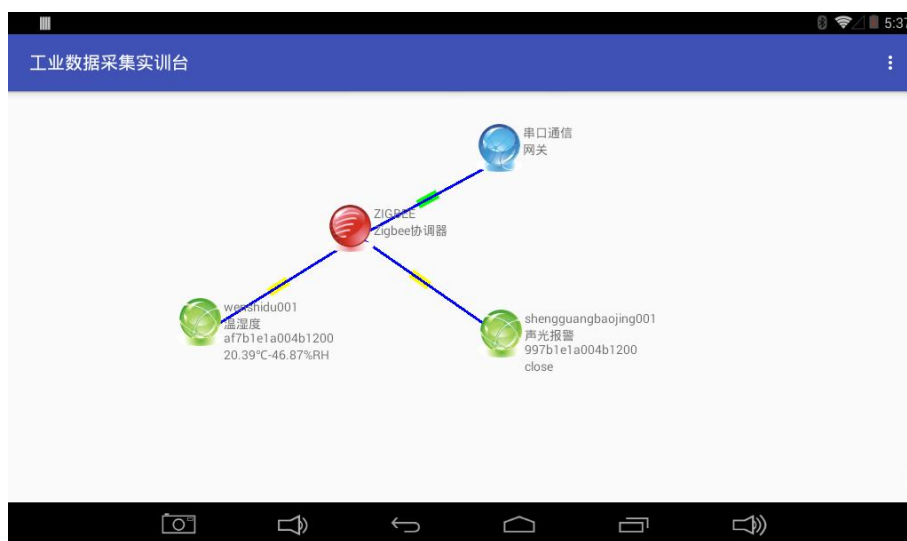 5:37
工业数据采集实训台
串口通信
网关
ZIGBEE
Zigbee协调器
wenshidu001
温湿度
af7b1e1a004b1200
20.39℃-46.87%RH
shengguangbaojing001
声光报警
997b1e1a004b1200
close